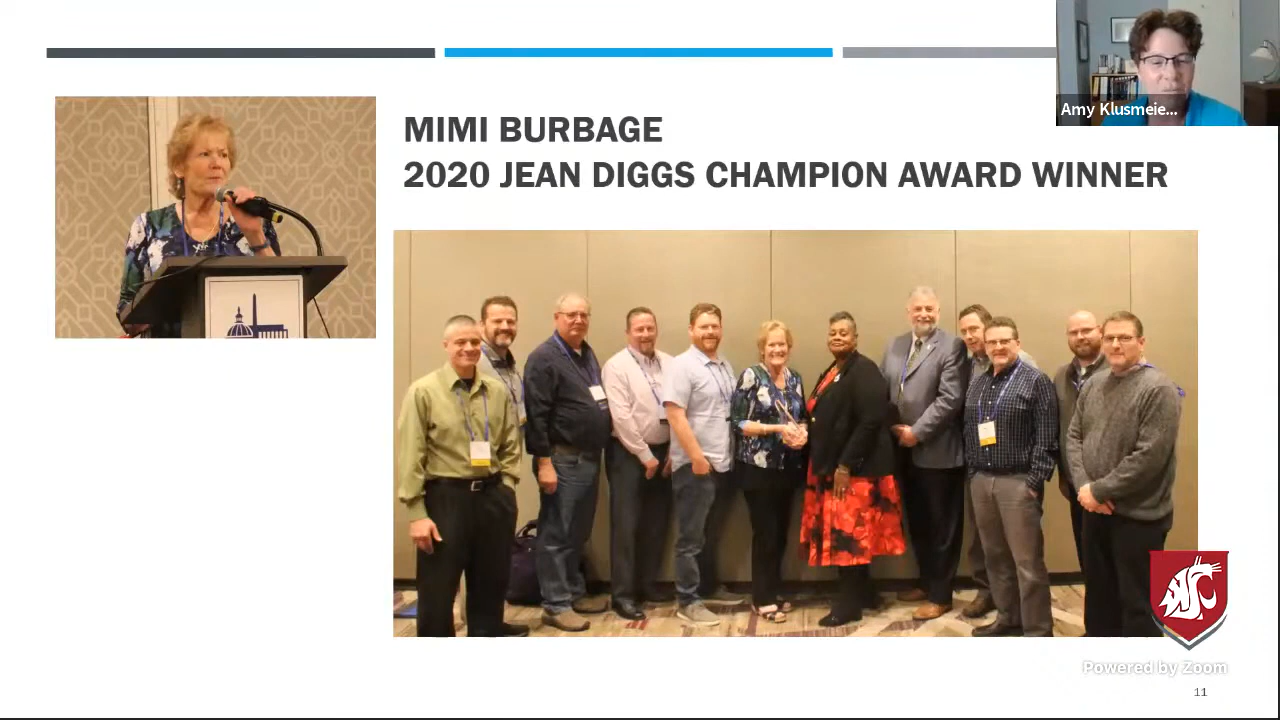 Amy Klusmeie...
MIMI BURBAGE
2020 JEAN DIGGS CHAMPION AWARD WINNER
Powered by Zoom
11